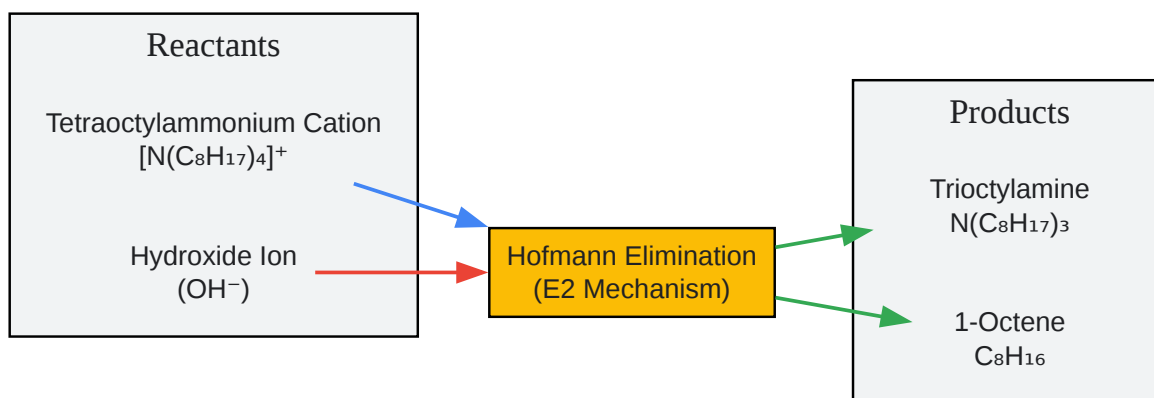 Reactants
Tetraoctylammonium Cation
[N(C₈H₁₇)₄]⁺
Hydroxide Ion
(OH⁻)
Hofmann Elimination
(E2 Mechanism)
Products
Trioctylamine
N(C₈H₁₇)₃
1-Octene
C₈H₁₆